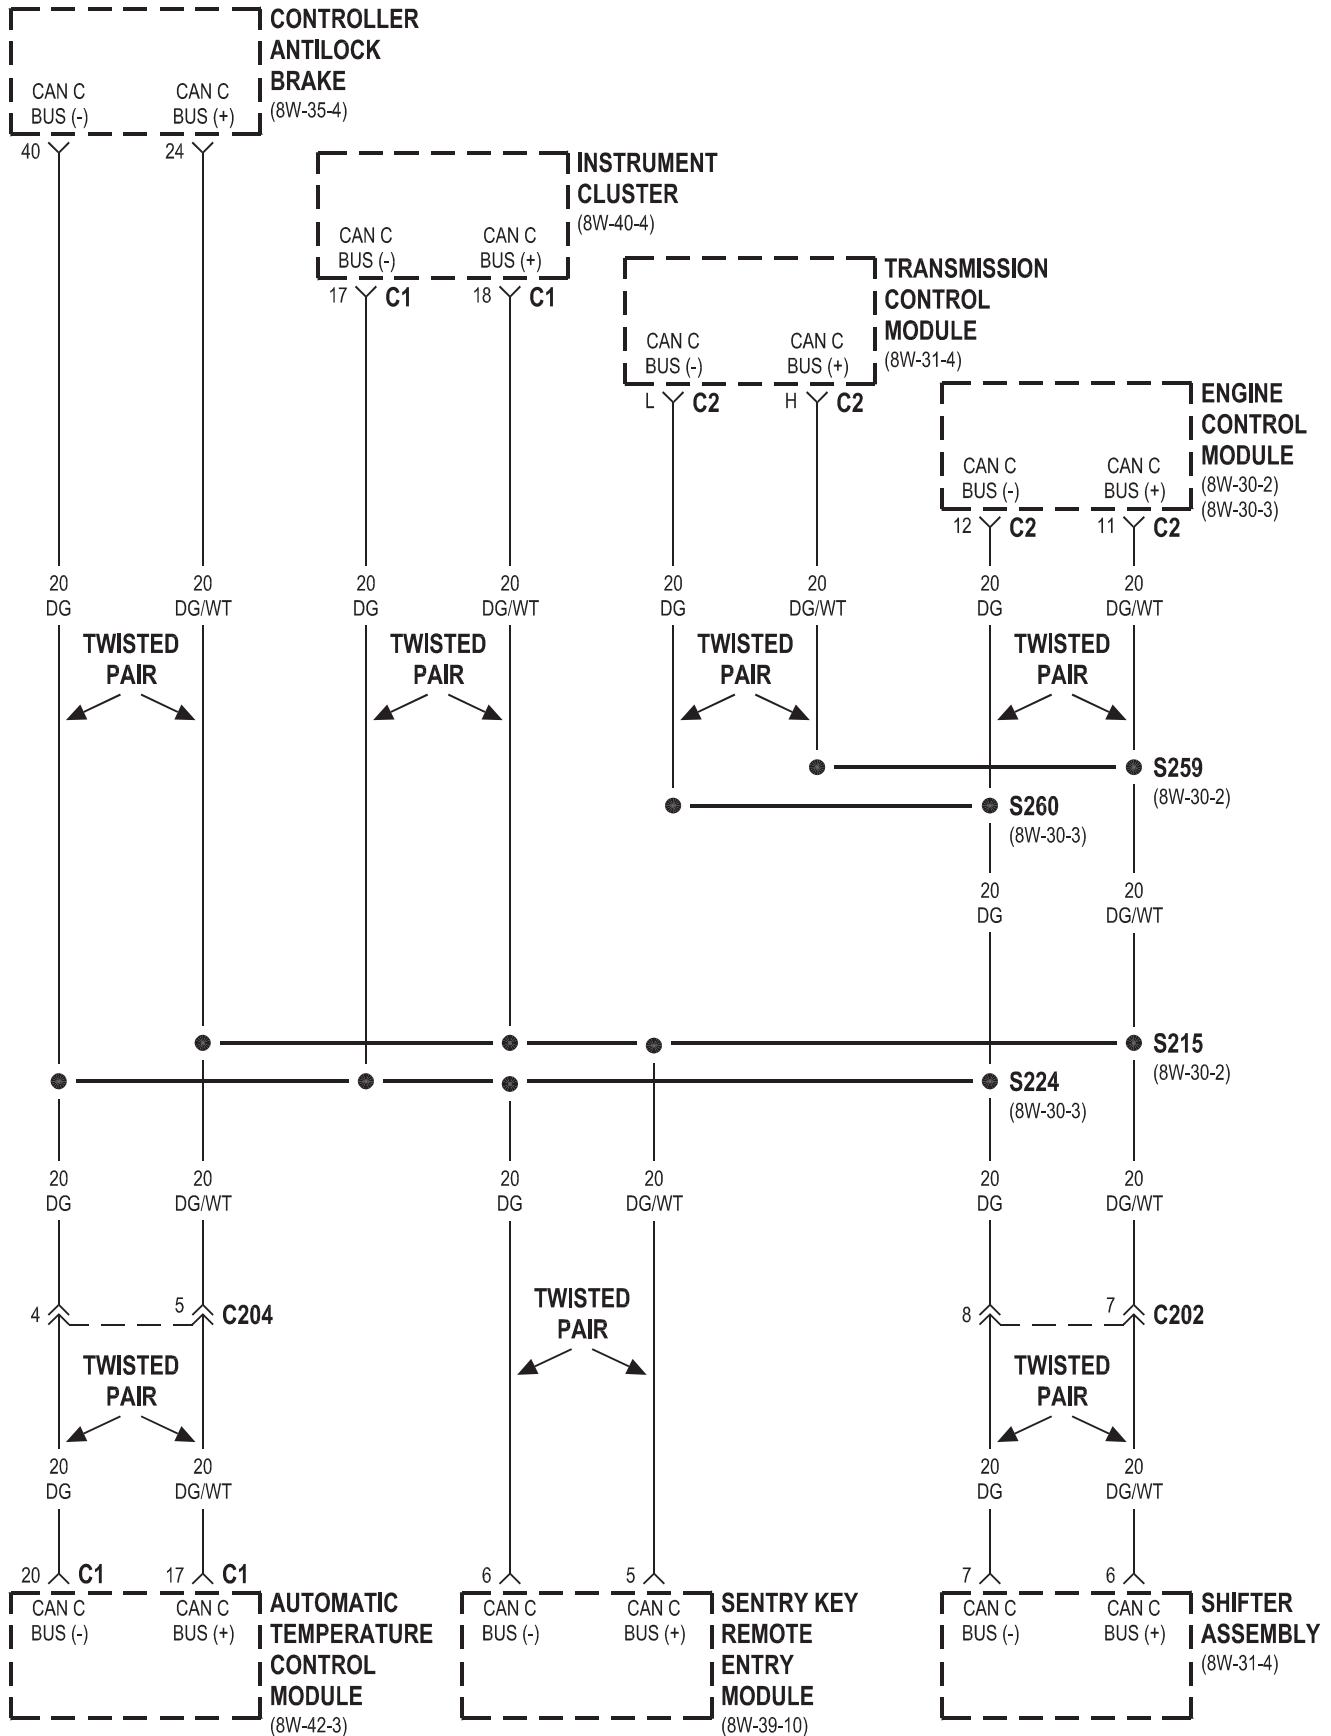 CONTROLLER
ANTILOCK
BRAKE
(8W-35-4)
CAN C
BUS (-)
CAN C
BUS (+)
40
24
INSTRUMENT
CLUSTER
(8W-40-4)
CAN C
BUS (-)
CAN C
BUS (+)
17
C1
18
C1
TRANSMISSION
CONTROL
MODULE
(8W-31-4)
CAN C
BUS (-)
CAN C
BUS (+)
L
C2
H
C2
ENGINE
CONTROL
MODULE
(8W-30-2)
(8W-30-3)
CAN C
BUS (-)
CAN C
BUS (+)
12
C2
11
C2
20
DG
20
DG/WT
20
DG
20
DG/WT
20
DG
20
DG/WT
20
DG
20
DG/WT
TWISTED
PAIR
TWISTED
PAIR
TWISTED
PAIR
TWISTED
PAIR
S259
(8W-30-2)
S260
(8W-30-3)
20
DG
20
DG/WT
S215
(8W-30-2)
S224
(8W-30-3)
20
DG
20
DG/WT
20
DG
20
DG/WT
20
DG
20
DG/WT
4
5
C204
TWISTED
PAIR
8
7
C202
TWISTED
PAIR
TWISTED
PAIR
20
DG
20
DG/WT
20
DG
20
DG/WT
20
C1
17
C1
CAN C
BUS (-)
CAN C
BUS (+)
AUTOMATIC
TEMPERATURE
CONTROL
MODULE
(8W-42-3)
6
5
CAN C
BUS (-)
CAN C
BUS (+)
SENTRY KEY
REMOTE
ENTRY
MODULE
(8W-39-10)
7
6
CAN C
BUS (-)
CAN C
BUS (+)
SHIFTER
ASSEMBLY
(8W-31-4)